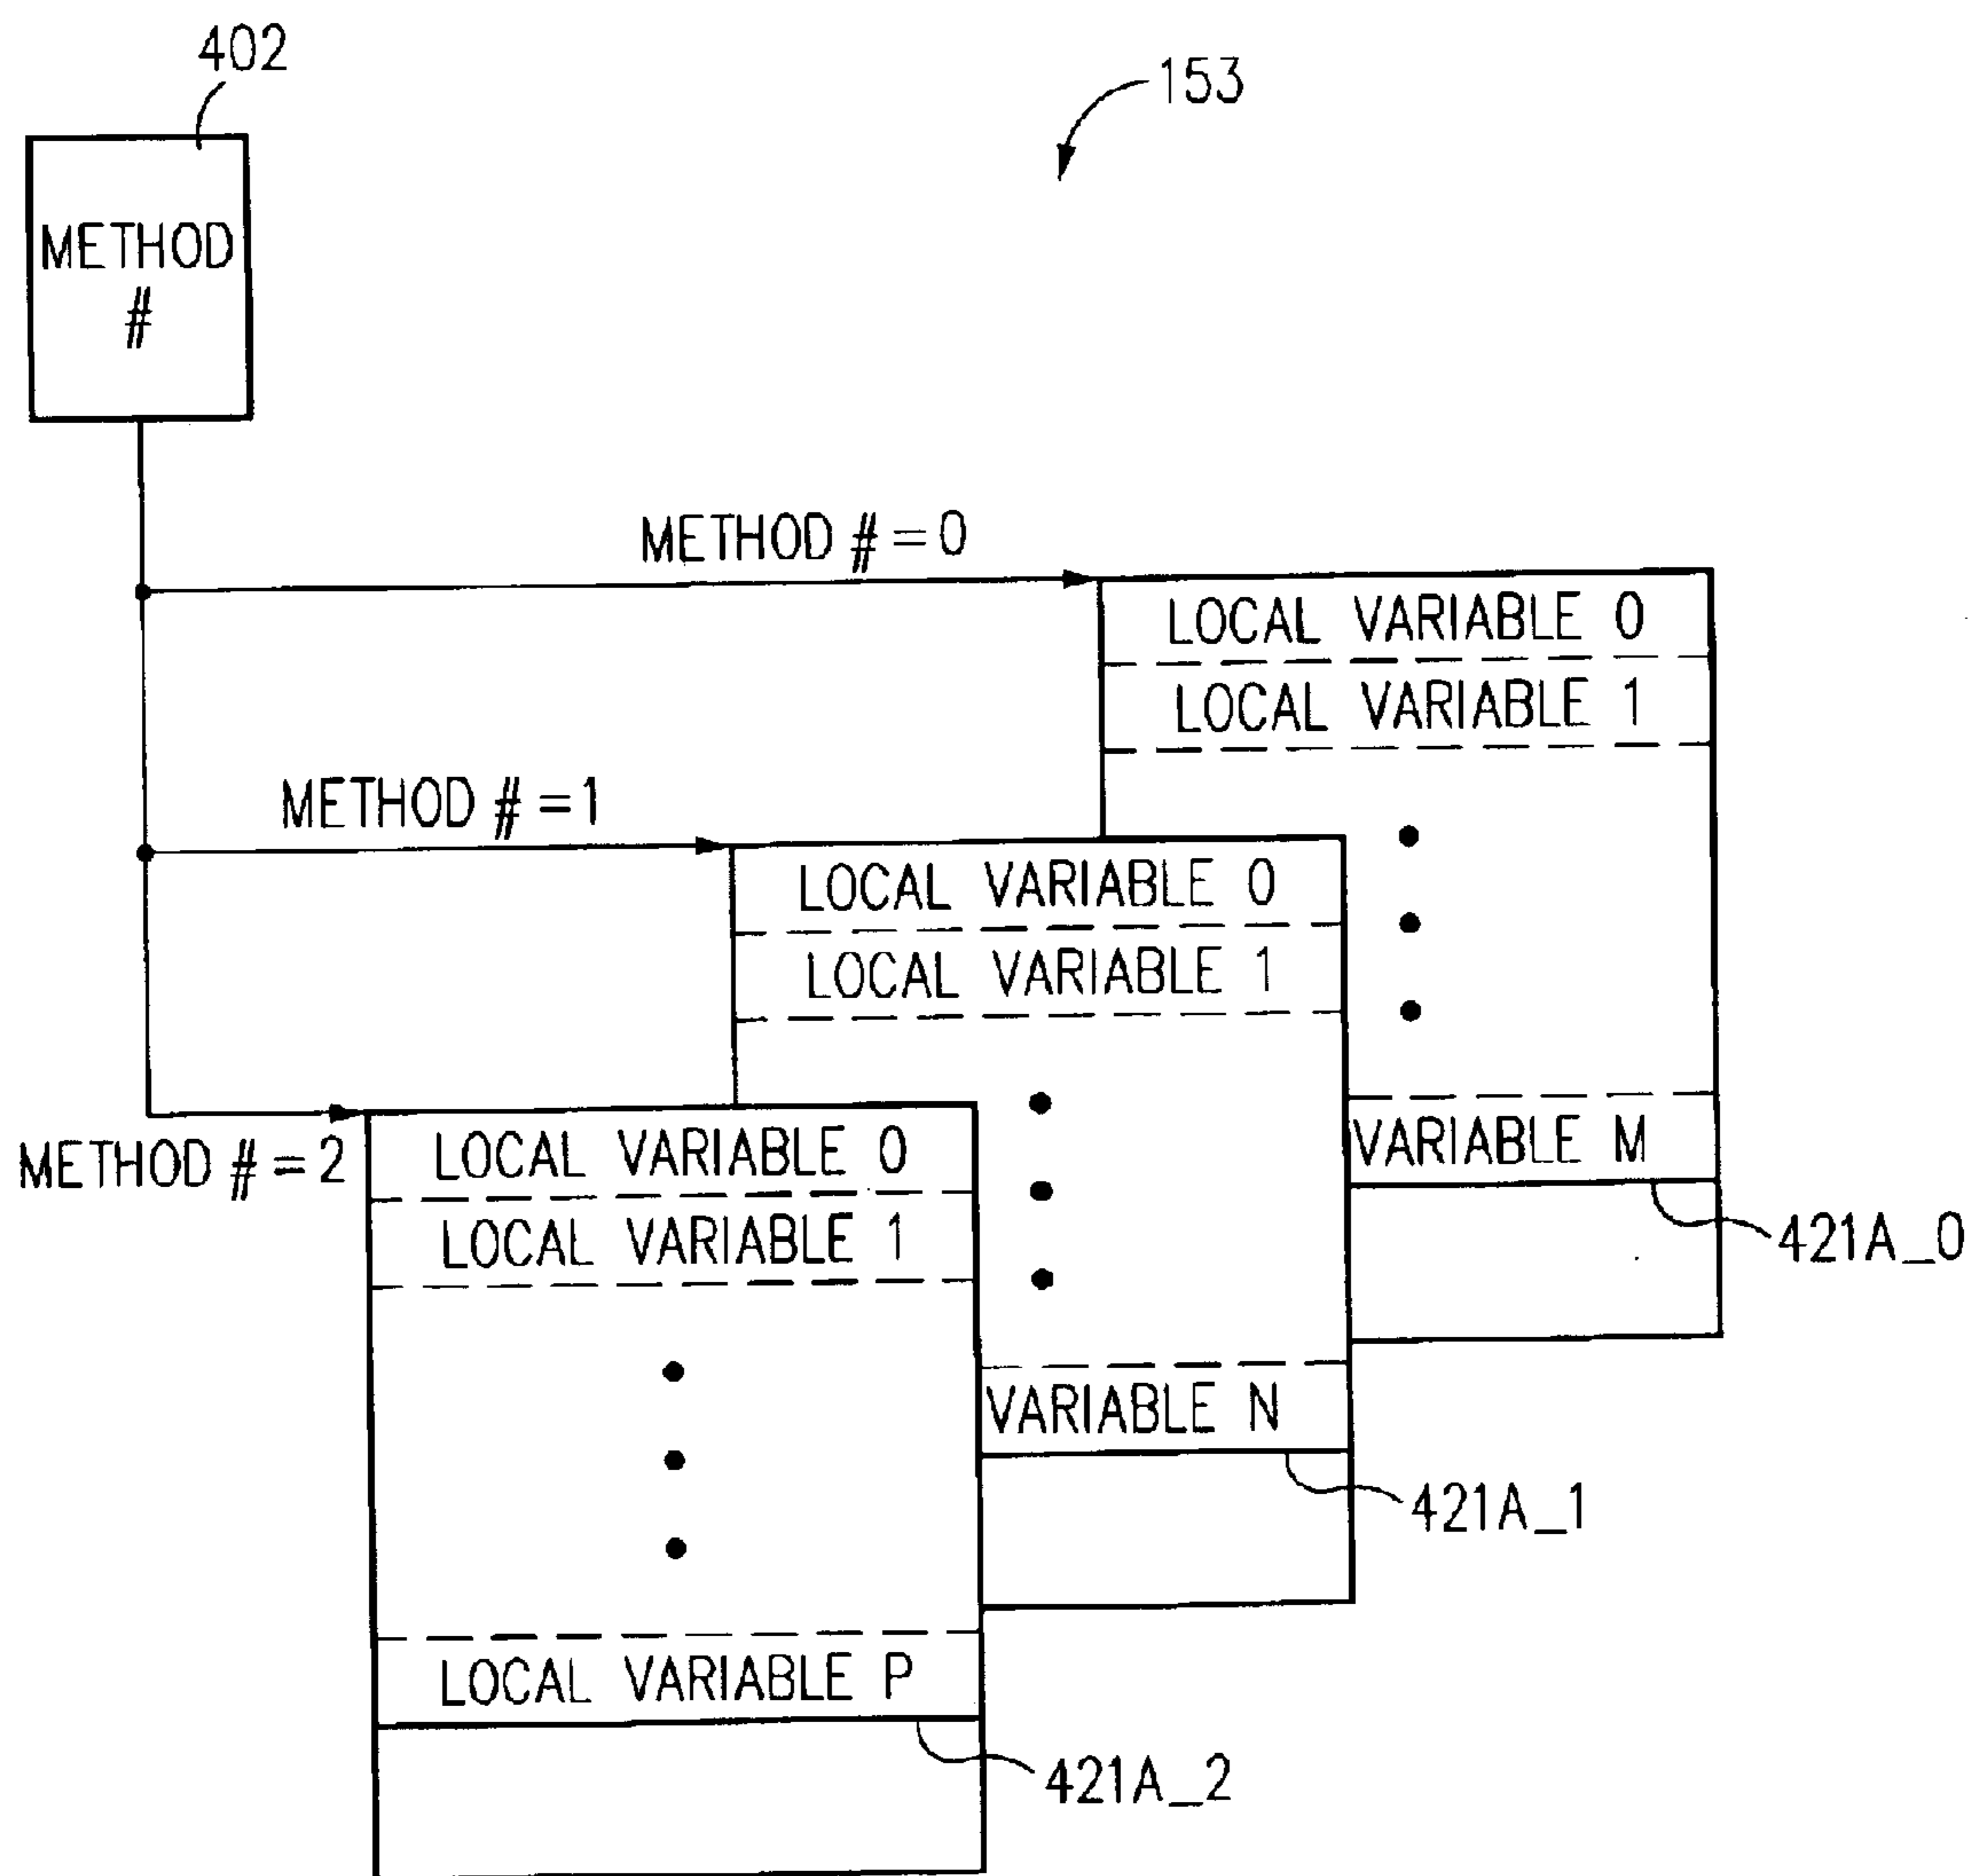 402
153
METHOD
#
METHOD #=0
LOCAL VARIABLE 0
LOCAL VARIABLE 1
METHOD #=1
LOCAL VARIABLE 0
LOCAL VARIABLE 1
METHOD #=2
LOCAL VARIABLE 0
LOCAL VARIABLE 1
VARIABLE M
421A_0
VARIABLE N
421A_1
LOCAL VARIABLE P
421A_2